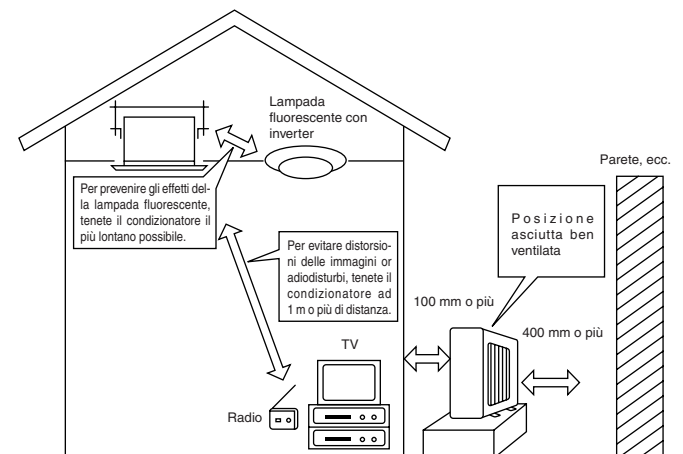 Lampada
fluorescente con
inverter
Parete, ecc.
Per prevenire gli effetti del-
la lampada fluorescente,
tenete il condizionatore il
più lontano possibile.
Posizione
asciutta ben
ventilata
Per evitare distorsio-
ni delle immagini or
adiodisturbi, tenete il
condizionatore ad
1 m o più di distanza.
100 mm o più
400 mm o più
TV
Radio